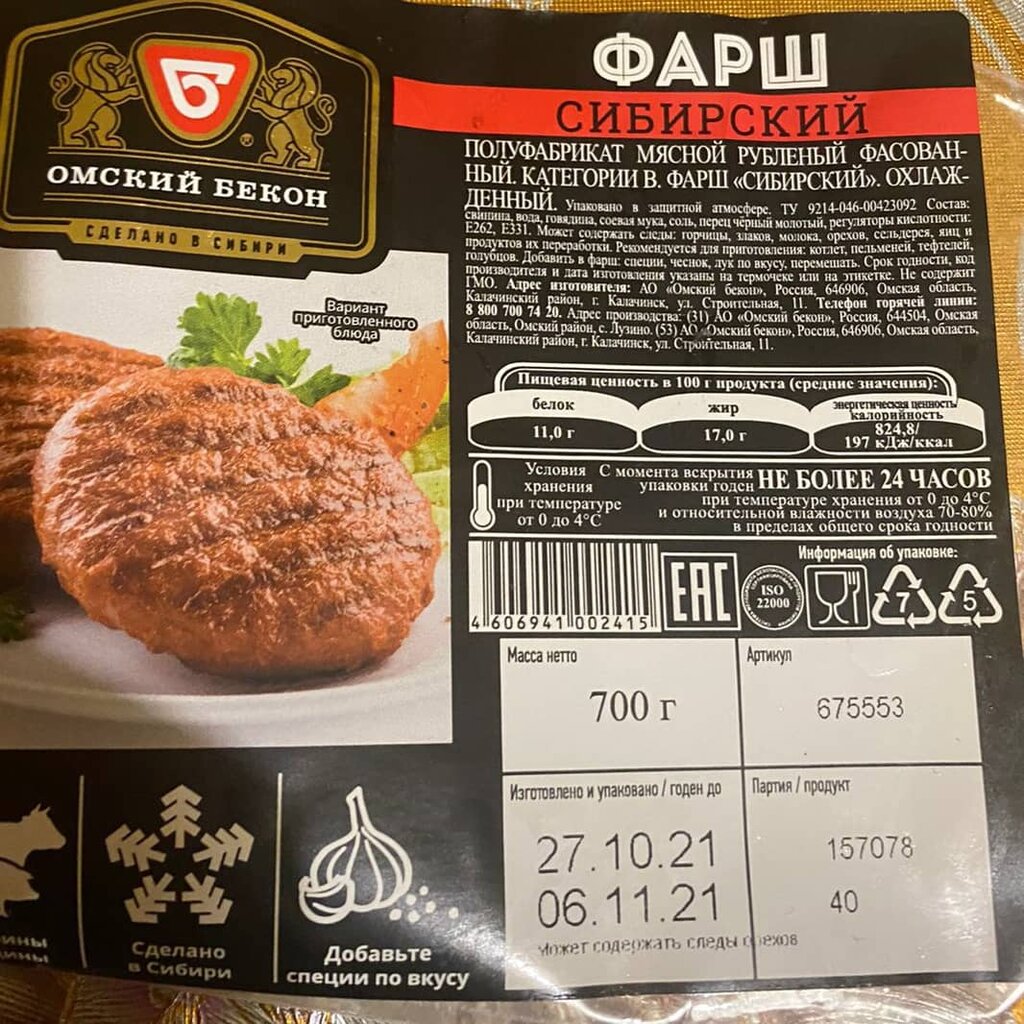 ФАРШ
СИБИРСКИЙ
Б
ОМСКИЙ БЕКОН
СДЕЛАНО В СИБИРИ
ПОЛУФАБРИКАТ МЯСНОЙ РУБЛЕНЫЙ ФАСОВАН-
НЫЙ. КАТЕГОРИИ В. ФАРШ «СИБИРСКИЙ». ОХЛАЖ-
ДЕННЫЙ. Упаковано в защитной атмосфере. ТУ 9214-046-00423092 Состав:
свинина, вода, говядина, соевая мука, соль, перец чёрный молотый, регуляторы кислотности:
Е262, Е331. Может содержать следы: горчицы, злаков, молока, орехов, сельдерея, яиц и
продуктов их переработки. Рекомендуется для приготовления: котлет, пельменей, тефтелей,
голубцов. Добавить в фарш: специи, чеснок, лук по вкусу, перемешать. Срок годности, код
производителя и дата изготовления указаны на термочеке или на этикетке. Не содержит
ГМО. Адрес изготовителя: АО «Омский бекон», Россия, 646906, Омская область,
Калачинский район, г. Калачинск, ул. Строительная, 11. Телефон горячей линии:
8 800 700 74 20. Адрес производства: (31) АО «Омский бекон», Россия, 644504, Омская
область, Омский район, с. Лузино. (53) АО «Омский бекон», Россия, 646906, Омская область,
Калачинский район, г. Калачинск, ул. Строительная, 11.
Вариант
приготовленного
блюда
Пищевая ценность в 100 г продукта (средние значения):
белок
11,0 г
жир
17,0 г
энергетическая ценность
калорийность
824,8/
197 кДж/ккал
Условия
хранения
при температуре
от 0 до 4°С
С момента вскрытия
упаковки годен НЕ БОЛЕЕ 24 ЧАСОВ
при температуре хранения от 0 до 4°С
и относительной влажности воздуха 70-80%
в пределах общего срока годности
Информация об упаковке:
4 606941 002415
ЕАС
ISO
22000
7
5
Масса нетто
700 г
Артикул
675553
Изготовлено и упаковано / годен до
27.10.21
06.11.21
Партия / продукт
157078
40
Может содержать следы орехов
Сделано
в Сибири
Добавьте
специи по вкусу